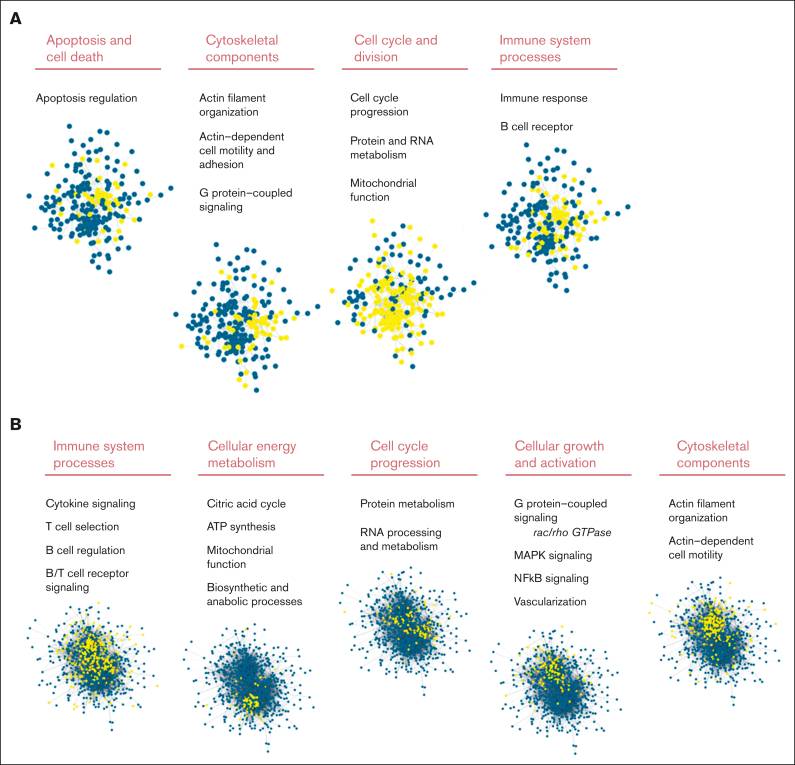 A
Apoptosis and
cell death
Apoptosis regulation
Cytoskeletal
components
Actin filament
organization
Actin–dependent
cell motility and
adhesion
G protein–coupled
signaling
Cell cycle and
division
Cell cycle
progression
Protein and RNA
metabolism
Mitochondrial
function
Immune system
processes
Immune response
B cell receptor
B
Immune system
processes
Cytokine signaling
T cell selection
B cell regulation
B/T cell receptor
signaling
Cellular energy
metabolism
Citric acid cycle
ATP synthesis
Mitochondrial
function
Biosynthetic and
anabolic processes
Cell cycle
progression
Protein metabolism
RNA processing
and metabolism
Cellular growth
and activation
G protein–coupled
signaling
rac/rho GTPase
MAPK signaling
NFkB signaling
Vascularization
Cytoskeletal
components
Actin filament
organization
Actin–dependent
cell motility